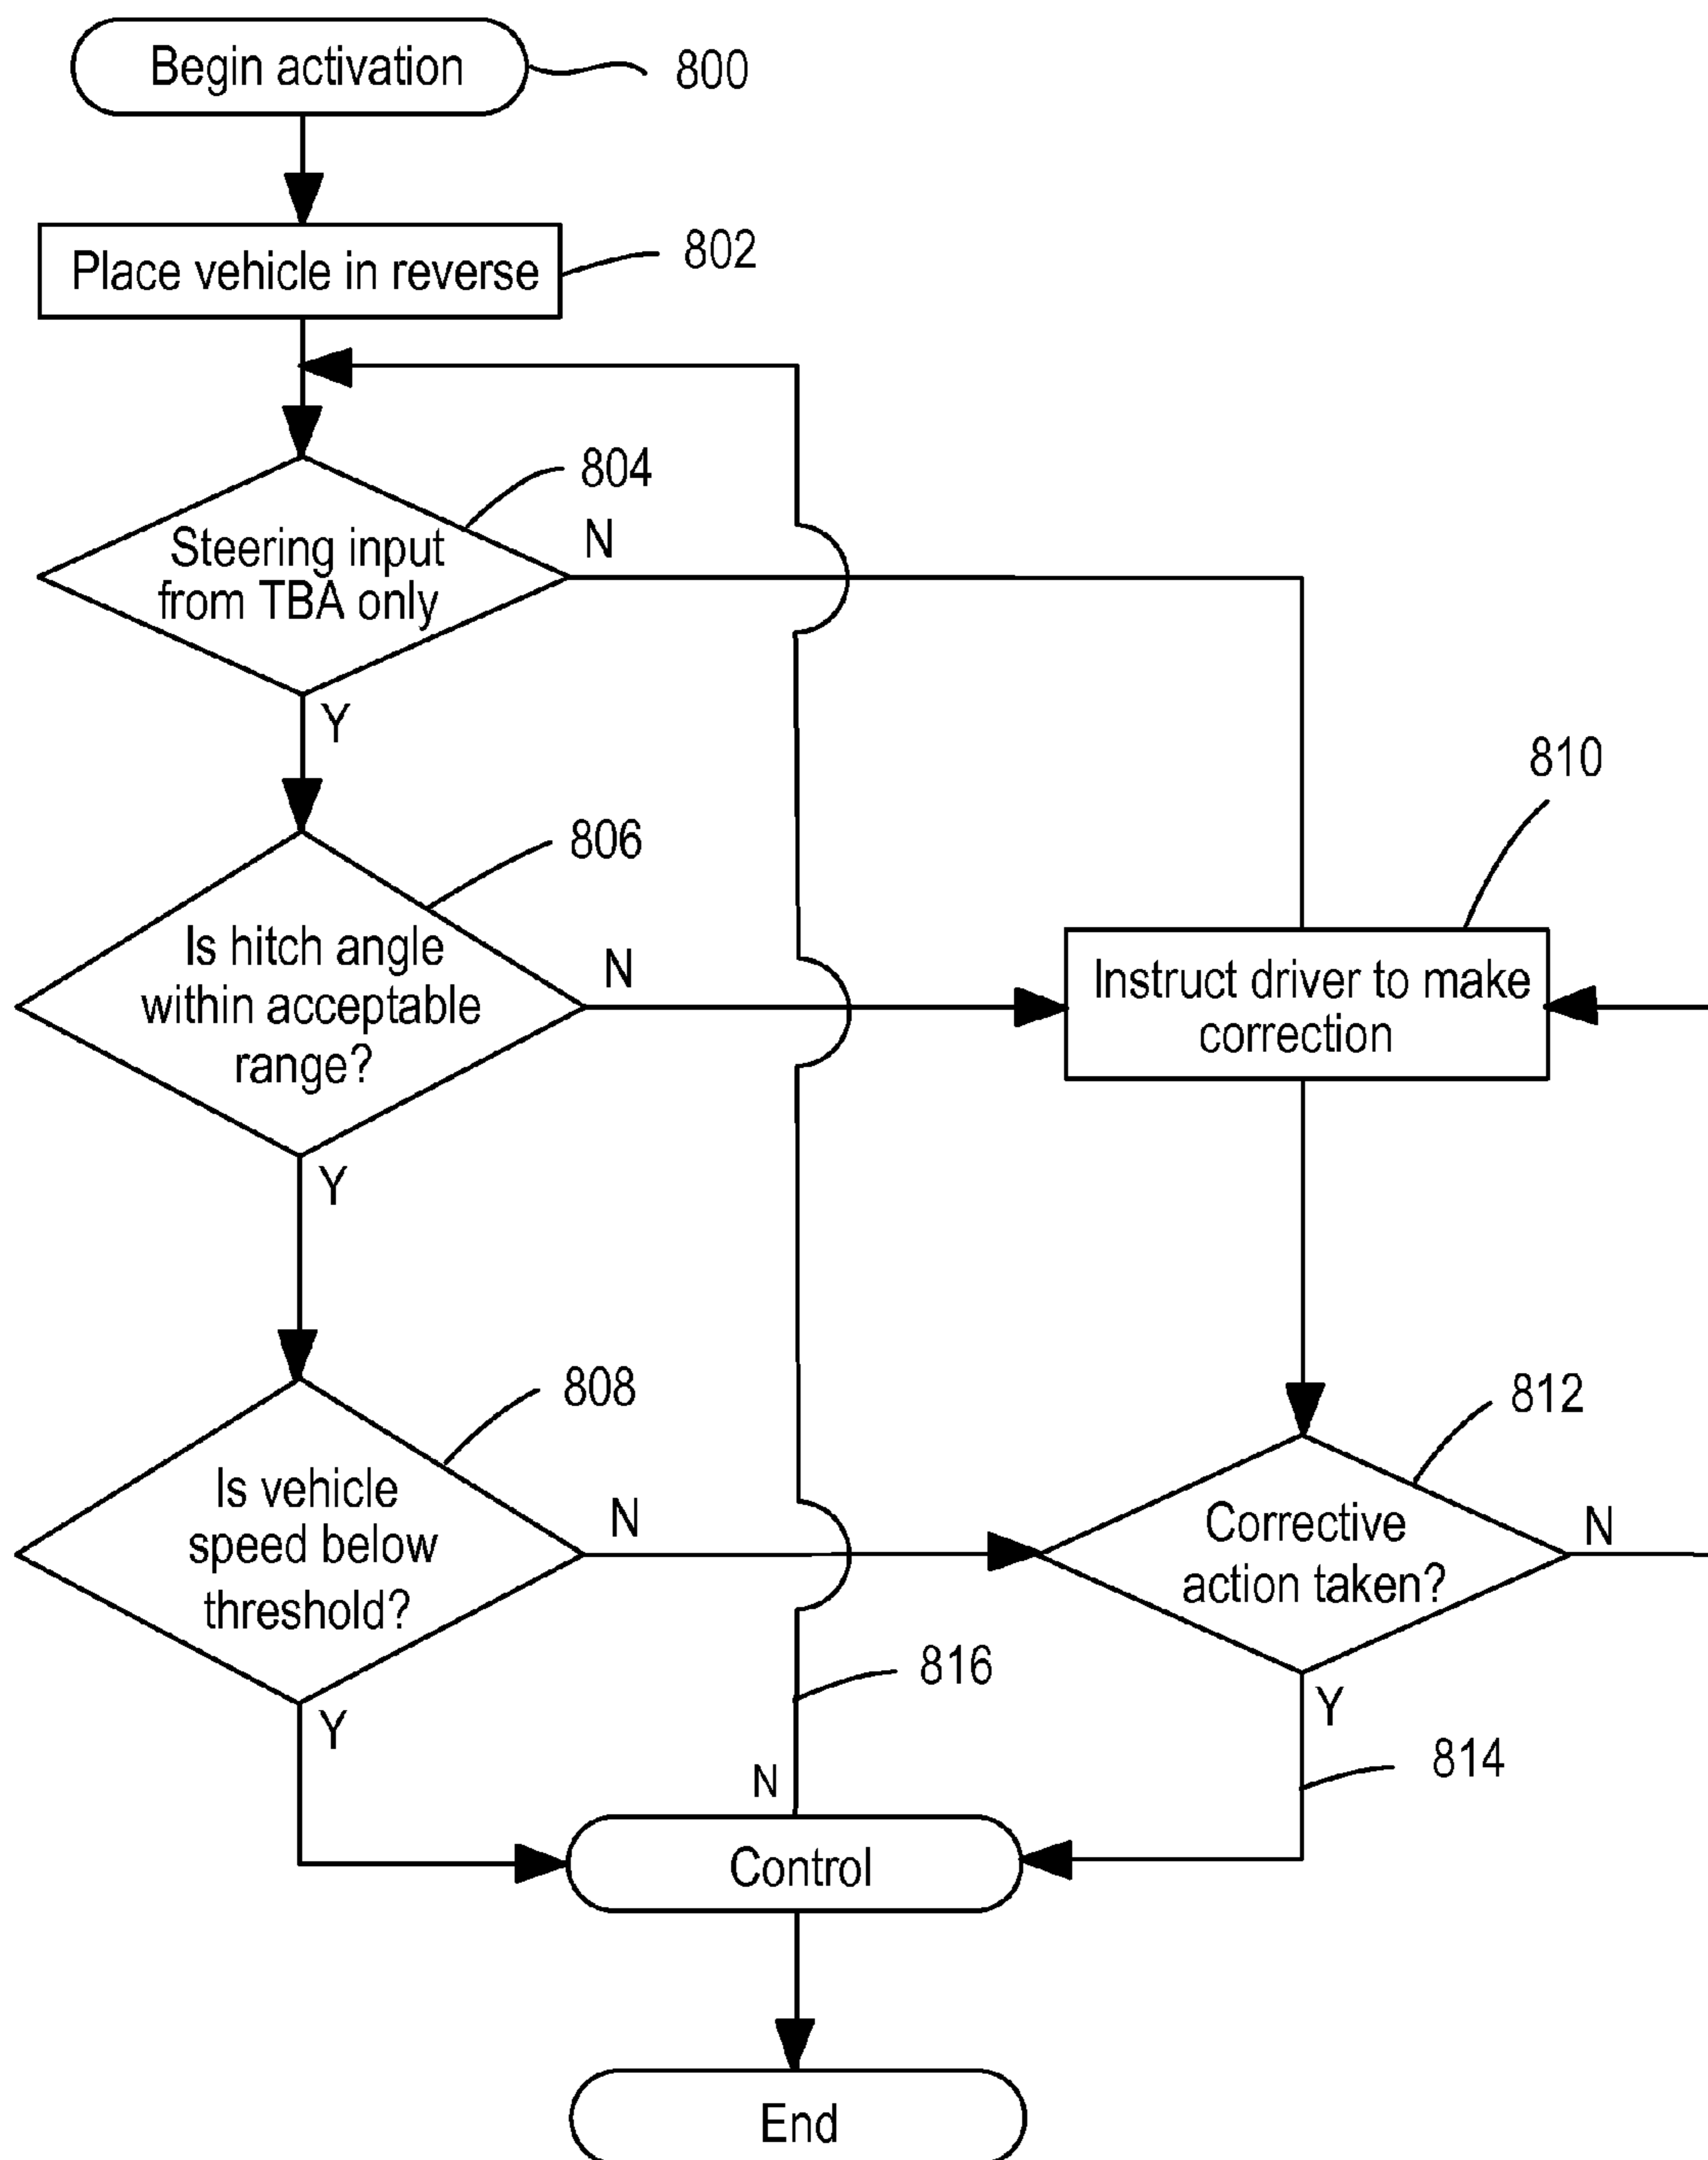 Begin activation
800
Place vehicle in reverse
802
804
Steering input
from TBA only
N
Y
806
Is hitch angle
within acceptable
range?
N
Y
810
Instruct driver to make
correction
808
Is vehicle
speed below
threshold?
N
Y
812
Corrective
action taken?
N
Y
814
816
N
Control
End